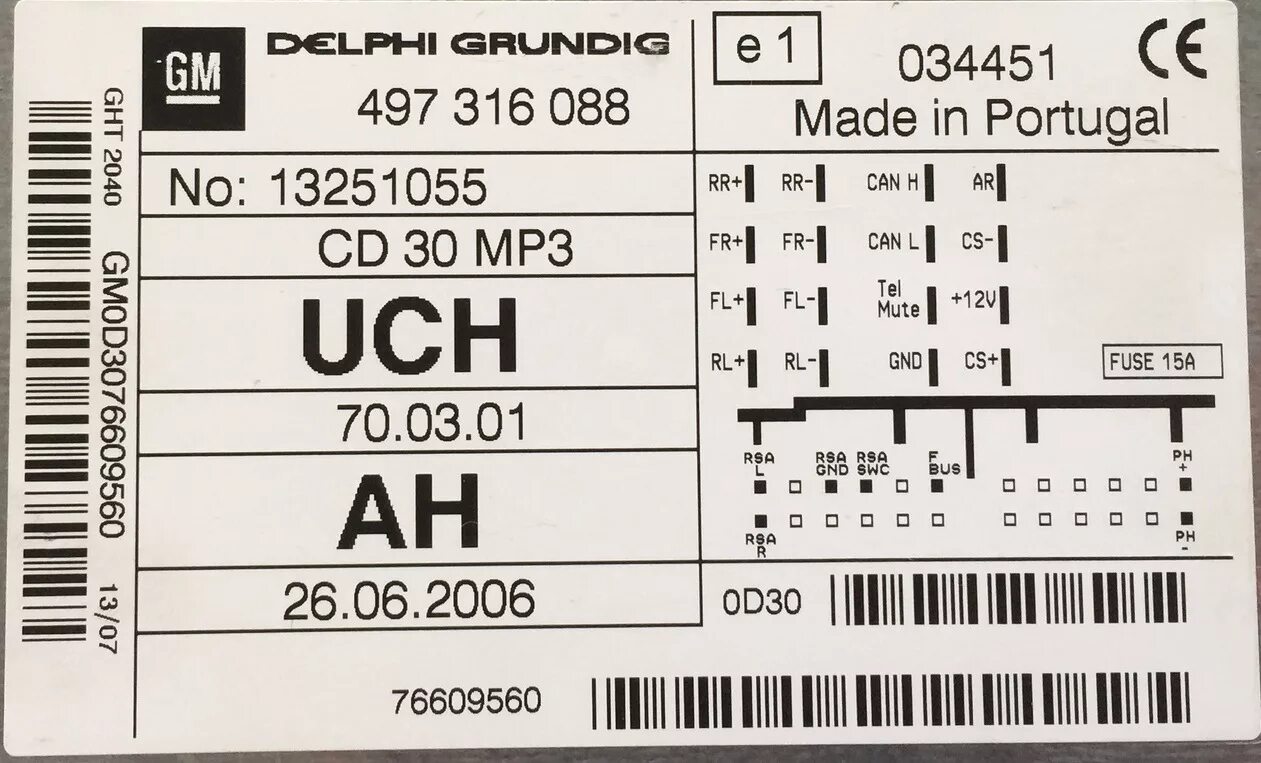 GM
DELPHI GRUNDIG
497 316 088
e 1
034451
CE
Made in Portugal
GHT 2040
GM0D3076609560
13/07
No: 13251055
CD 30 MP3
UCH
70.03.01
AH
26.06.2006
RR+ RR- CAN H AR
FR+ FR- CAN L CS-
FL+ FL- Tel Mute +12V
RL+ RL- GND CS+
FUSE 15A
RSA L
RSA GND
RSA SWC
F BUS
PH +
RSA R
PH -
0D30
76609560